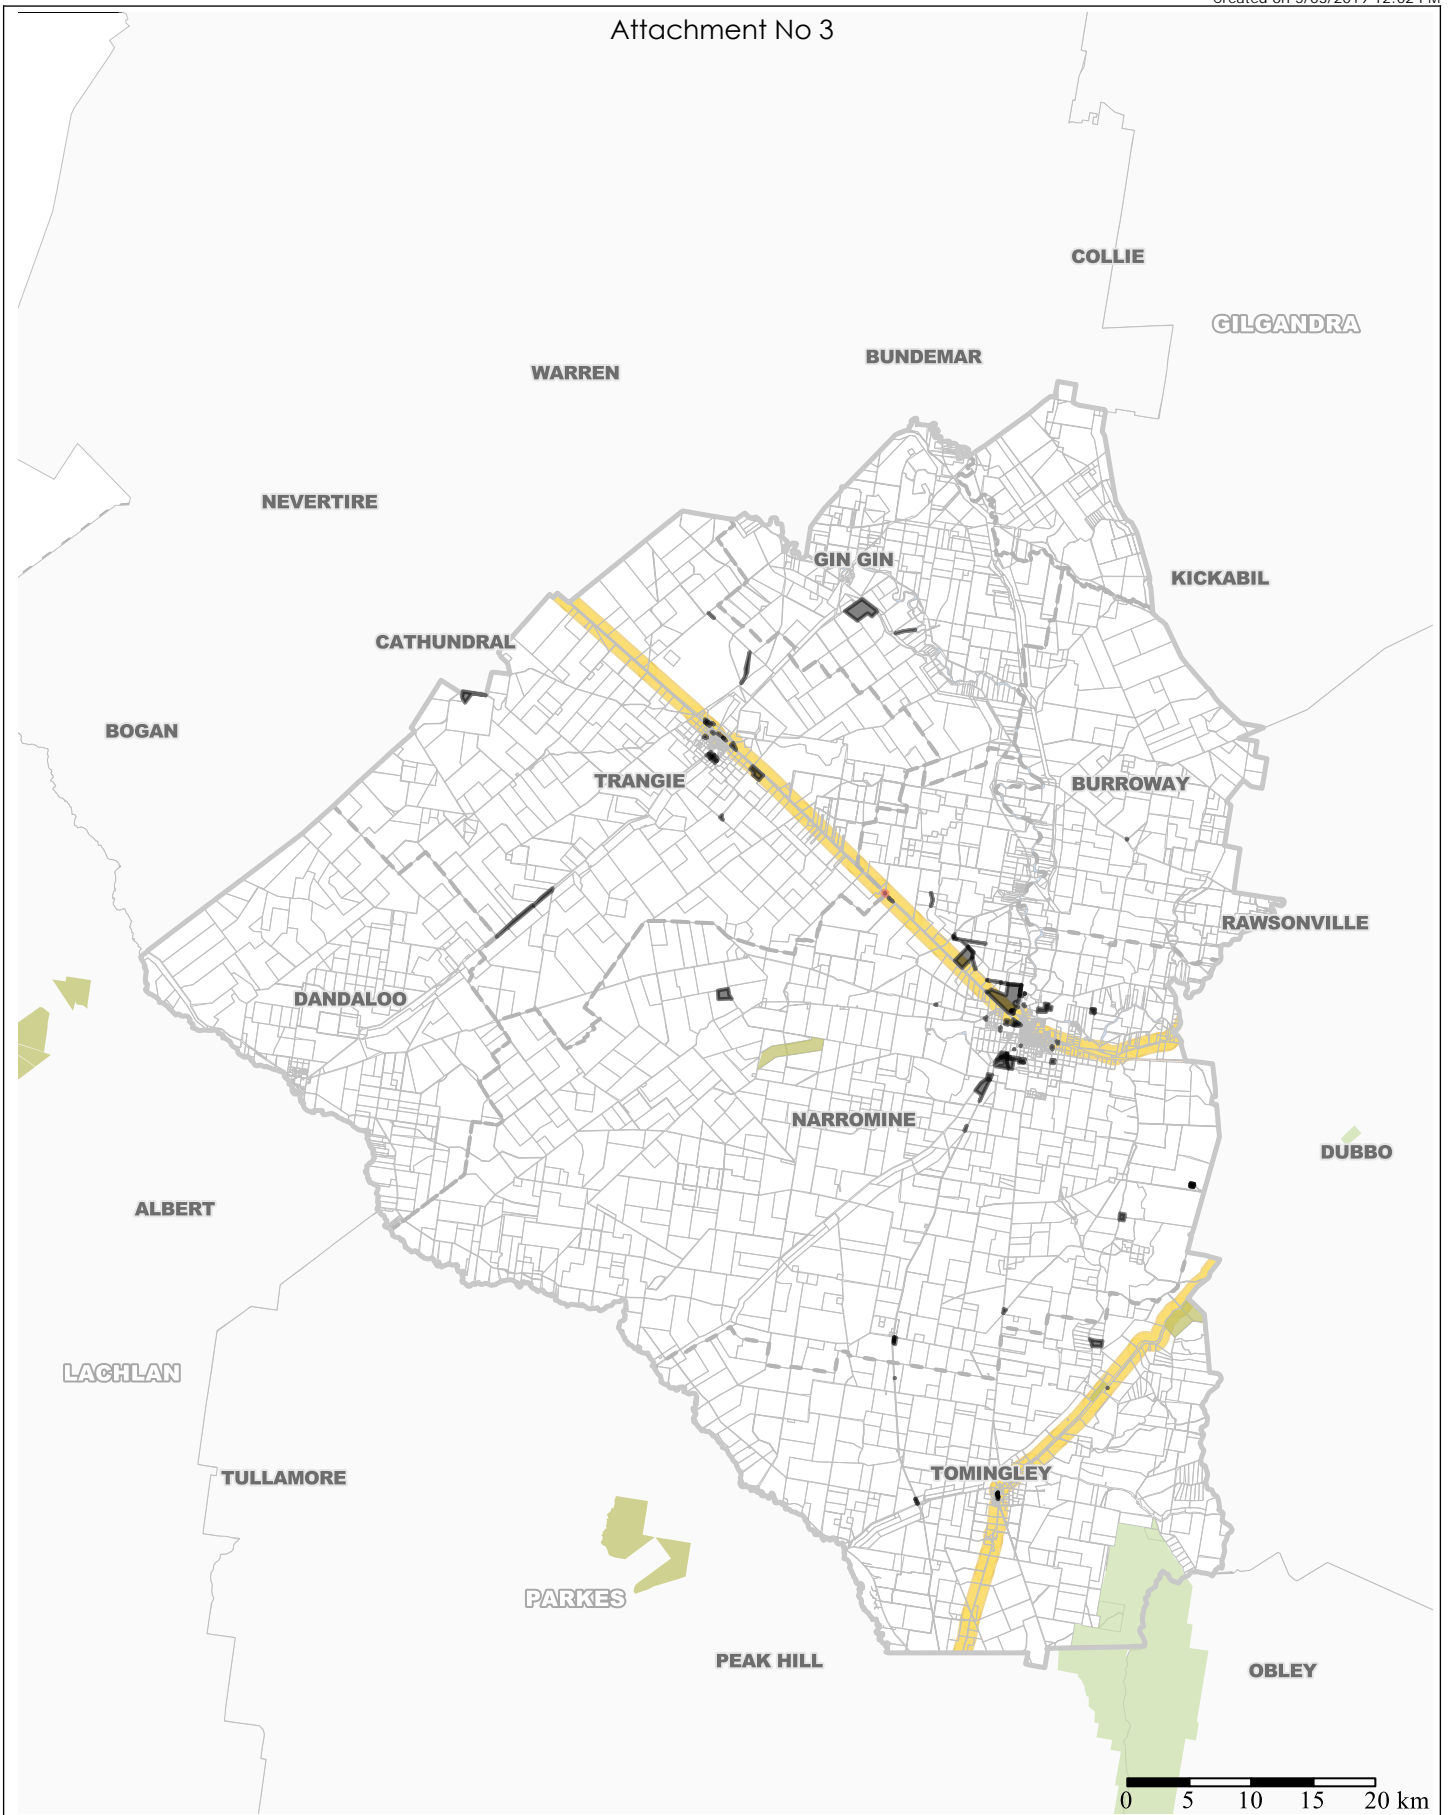 Attachment No 3
COLLIE
GILGANDRA
BUNDEMAR
WARREN
NEVERTIRE
GIN GIN
KICKABIL
CATHUNDRAL
BOGAN
TRANGIE
BURROWAY
RAWSONVILLE
DANDALOO
NARROMINE
DUBBO
ALBERT
LACHLAN
TOMINGLEY
TULLAMORE
PARKES
PEAK HILL
OBLEY
0 5 10 15 20 km